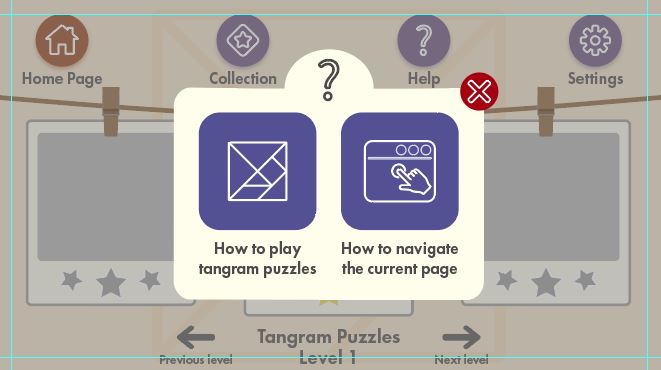 Home Page
Collection
Help
Settings
?
How to play
tangram puzzles
How to navigate
the current page
Tangram Puzzles
Level 1
Previous level
Next level